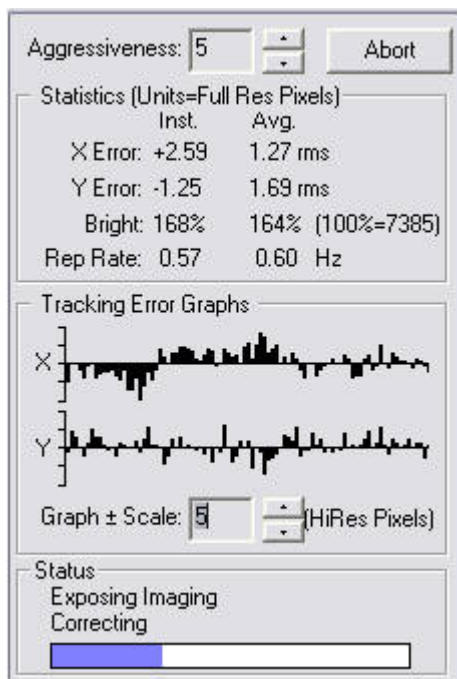 Aggressiveness: 5 Abort
Statistics (Units=Full Res Pixels)
Inst. Avg.
X Error: +2.59 1.27 rms
Y Error: -1.25 1.69 rms
Bright: 168% 164% (100%=7385)
Rep Rate: 0.57 0.60 Hz
Tracking Error Graphs
X
Y
Graph ± Scale: 5 (HiRes Pixels)
Status
Exposing Imaging
Correcting